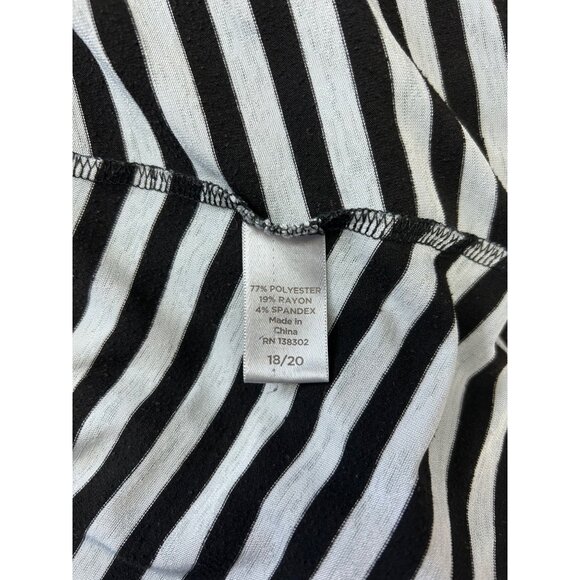 77% POLYESTER
19% RAYON
4% SPANDEX
Made in
China
RN 138302
18/20